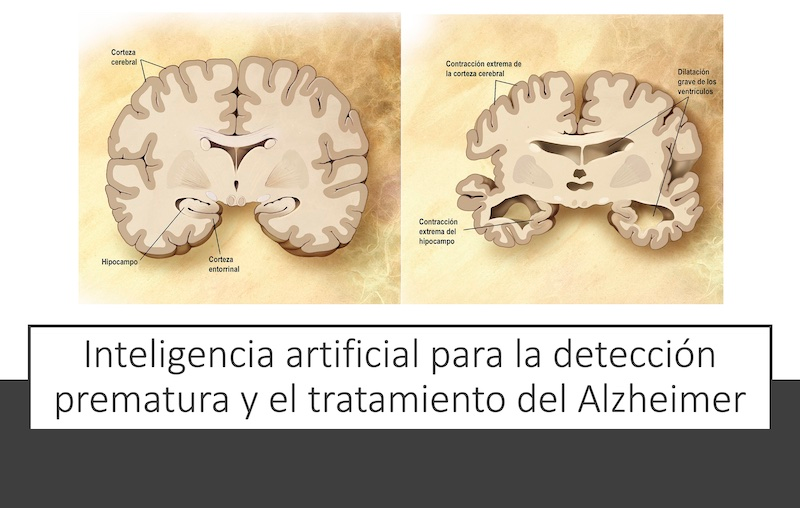 Corteza
cerebral
Hipocampo
Corteza
entorrinal
Contracción extrema de
la corteza cerebral
Dilatación
grave de los
ventrículos
Contracción
extrema del
hipocampo
Inteligencia artificial para la detección
prematura y el tratamiento del Alzheimer